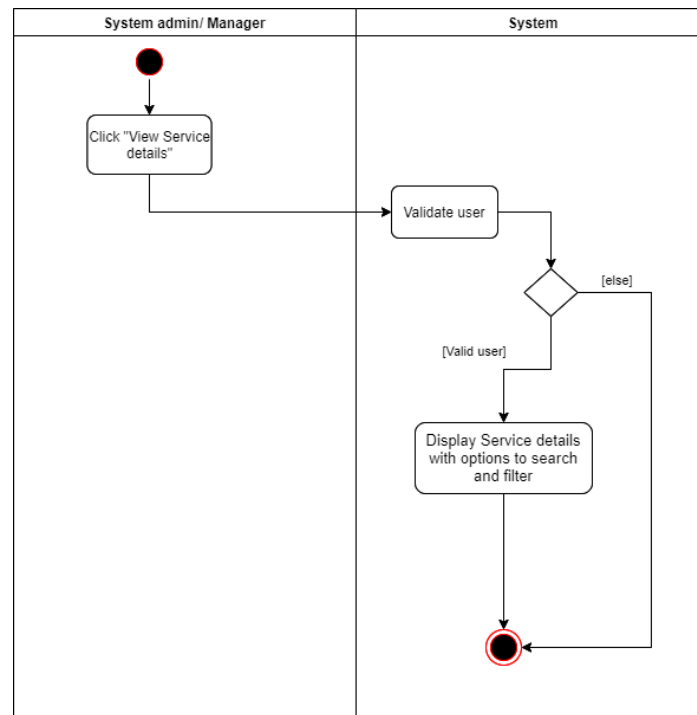 System admin/ Manager
System
Click "View Service
details"
Validate user
[else]
[Valid user]
Display Service details
with options to search
and filter